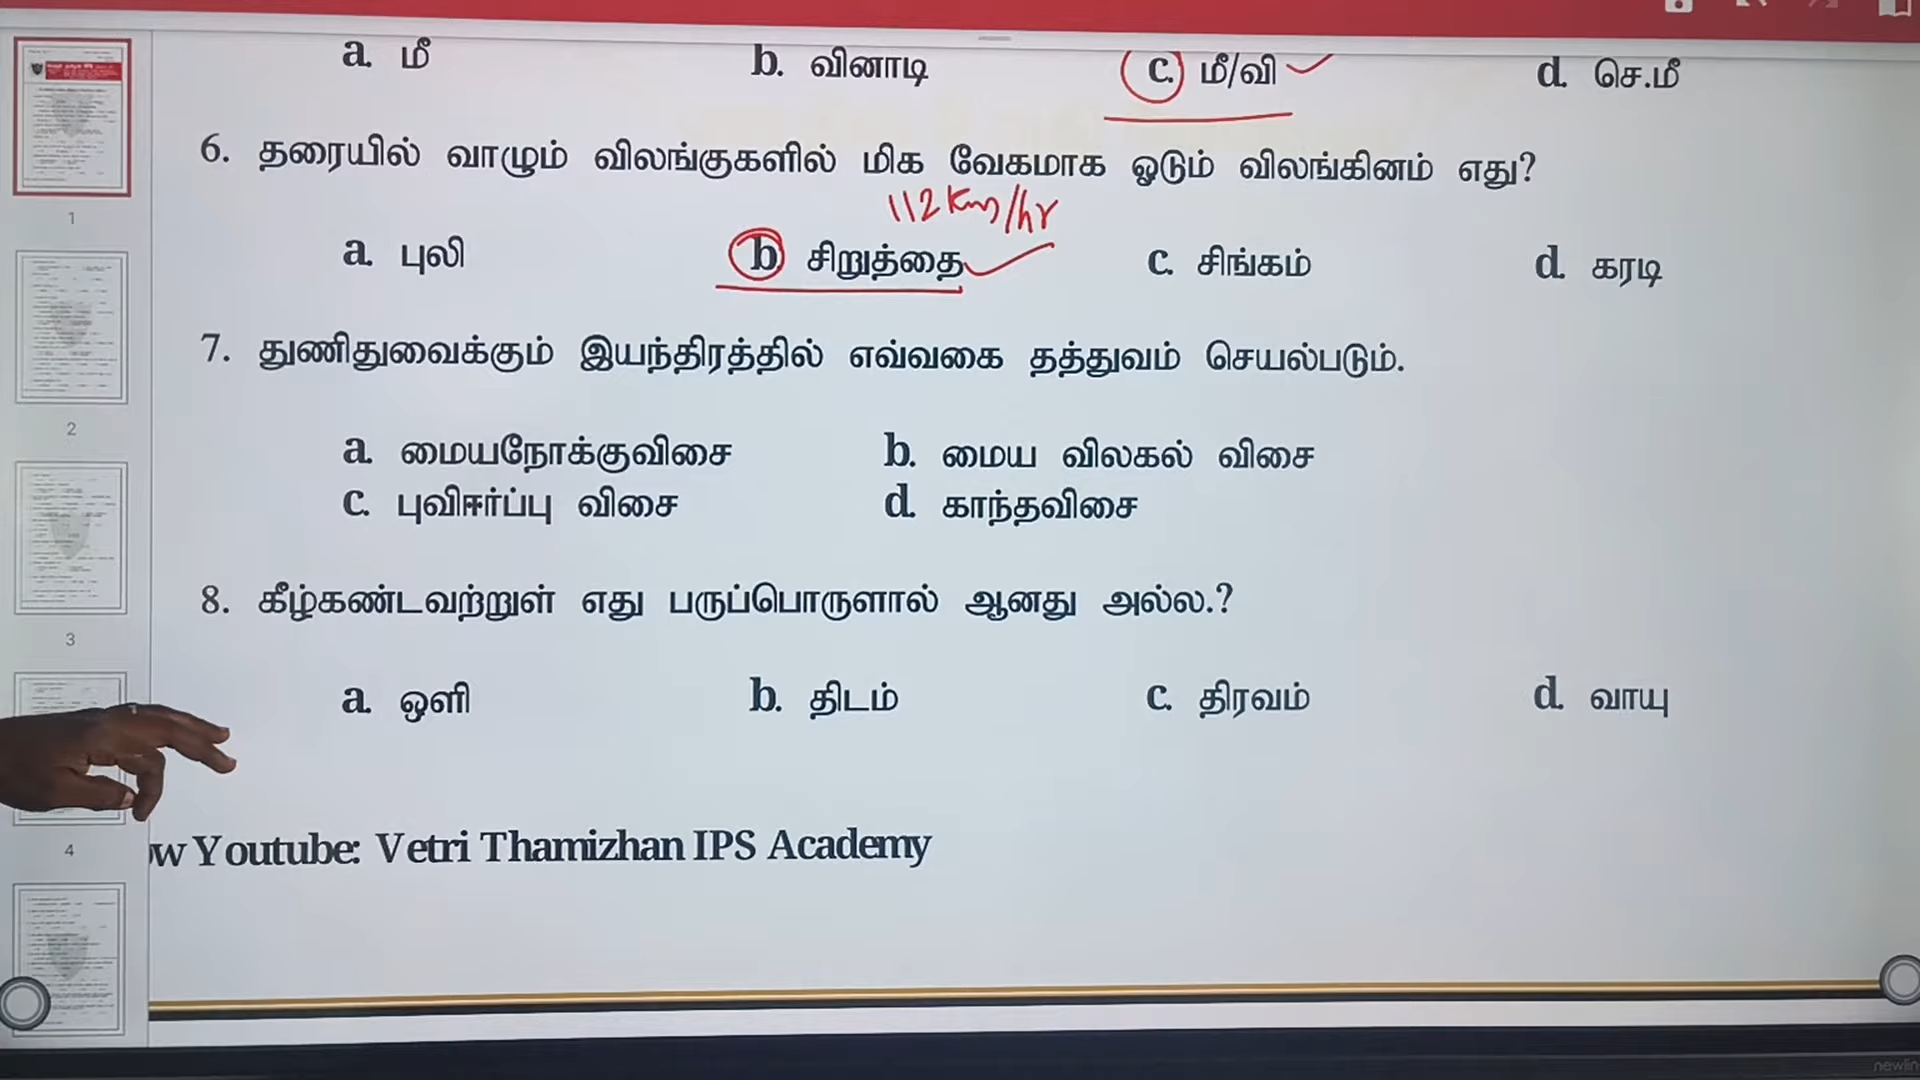 a. மீ b. வினாடி c. மீ/வி d. செ.மீ
6. தரையில் வாழும் விலங்குகளில் மிக வேகமாக ஓடும் விலங்கினம் எது?
112 Km/hr
a. புலி b. சிறுத்தை c. சிங்கம் d. கரடி
7. துணிதுவைக்கும் இயந்திரத்தில் எவ்வகை தத்துவம் செயல்படும்.
a. மையநோக்குவிசை b. மைய விலகல் விசை
c. புவிஈர்ப்பு விசை d. காந்தவிசை
8. கீழ்கண்டவற்றுள் எது பருப்பொருளால் ஆனது அல்ல.?
a. ஒளி b. திடம் c. திரவம் d. வாயு
w Youtube: Vetri Thamizhan IPS Academy
1
2
3
4
newlin